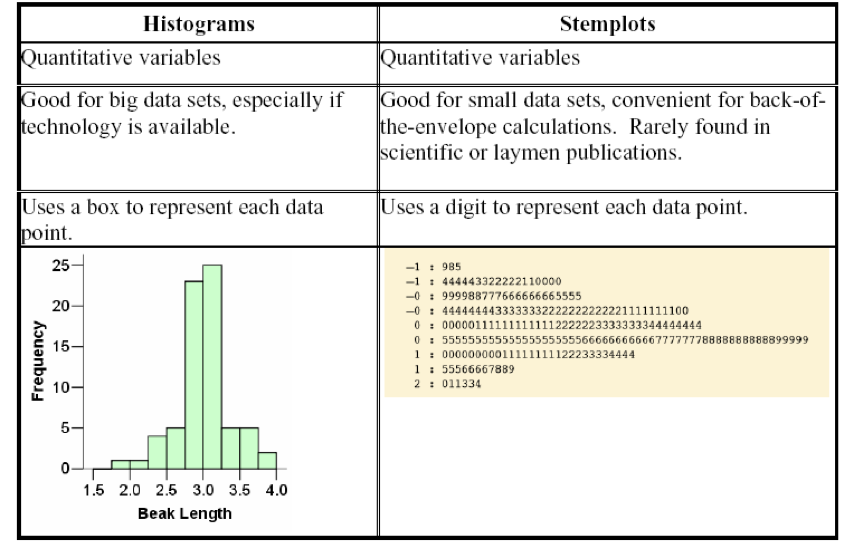 Histograms
Stemplots
Quantitative variables
Quantitative variables
Good for big data sets, especially if
technology is available.
Good for small data sets, convenient for back-of-
the-envelope calculations. Rarely found in
scientific or laymen publications.
Uses a box to represent each data
point.
Uses a digit to represent each data point.
25
20
15
10
5
0
Frequency
1.5 2.0 2.5 3.0 3.5 4.0
Beak Length
–1 : 985
–1 : 444443322222110000
–0 : 999988777666666665555
–0 :
0 :
0 :
1 : 00000000011111111122233334444
1 : 55566667889
2 : 011334